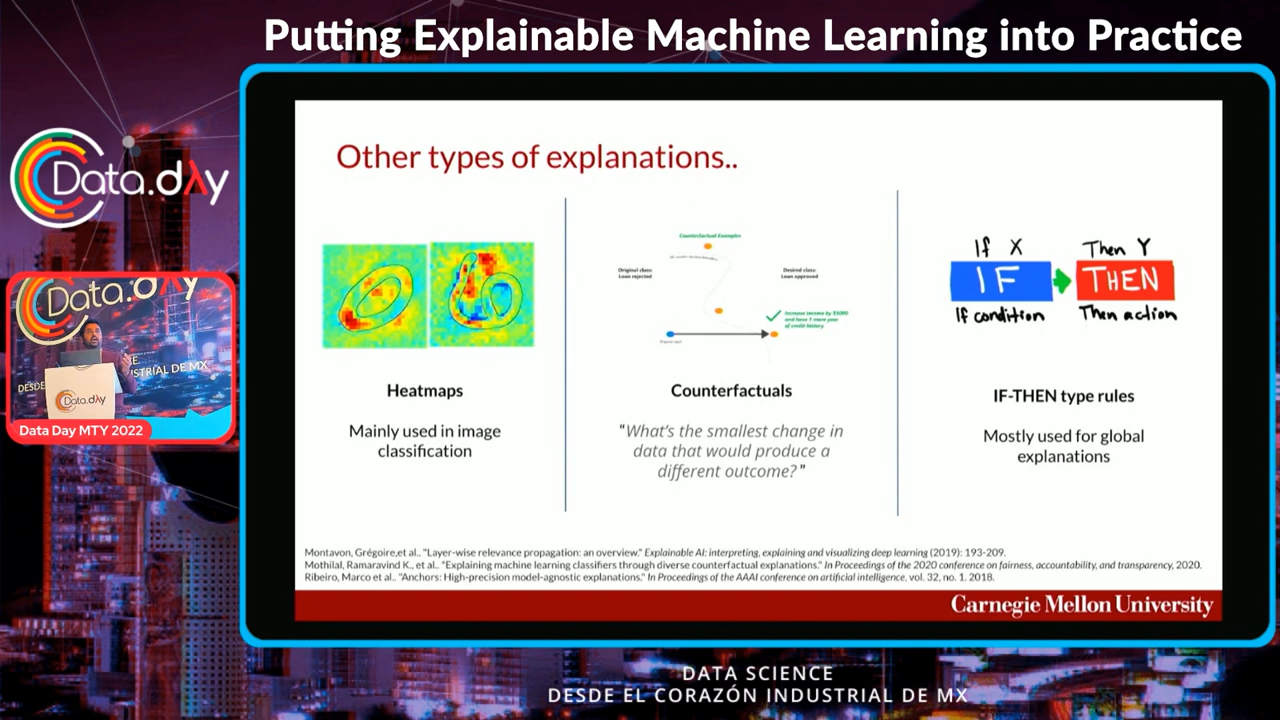 Putting Explainable Machine Learning into Practice
Data.dλy
Other types of explanations..
Counterfactual Examples
Original class:
Loan rejected
Desired class:
Loan approved
Increase income by $5000
and have 1 more year
of credit history
If X
Then Y
IF
THEN
If condition
Then action
Heatmaps
Mainly used in image
classification
Counterfactuals
"What's the smallest change in
data that would produce a
different outcome?"
IF-THEN type rules
Mostly used for global
explanations
Montavon, Grégoire,et al.. "Layer-wise relevance propagation: an overview." Explainable AI: interpreting, explaining and visualizing deep learning (2019): 193-209.
Mothilal, Ramaravind K., et al.. "Explaining machine learning classifiers through diverse counterfactual explanations." In Proceedings of the 2020 conference on fairness, accountability, and transparency, 2020.
Ribeiro, Marco et al.. "Anchors: High-precision model-agnostic explanations." In Proceedings of the AAAI conference on artificial intelligence, vol. 32, no. 1. 2018.
Carnegie Mellon University
Data.dλy
DESDE
STRIAL DE MX
Data.dλy
Data Day MTY 2022
DATA SCIENCE
DESDE EL CORAZÓN INDUSTRIAL DE MX